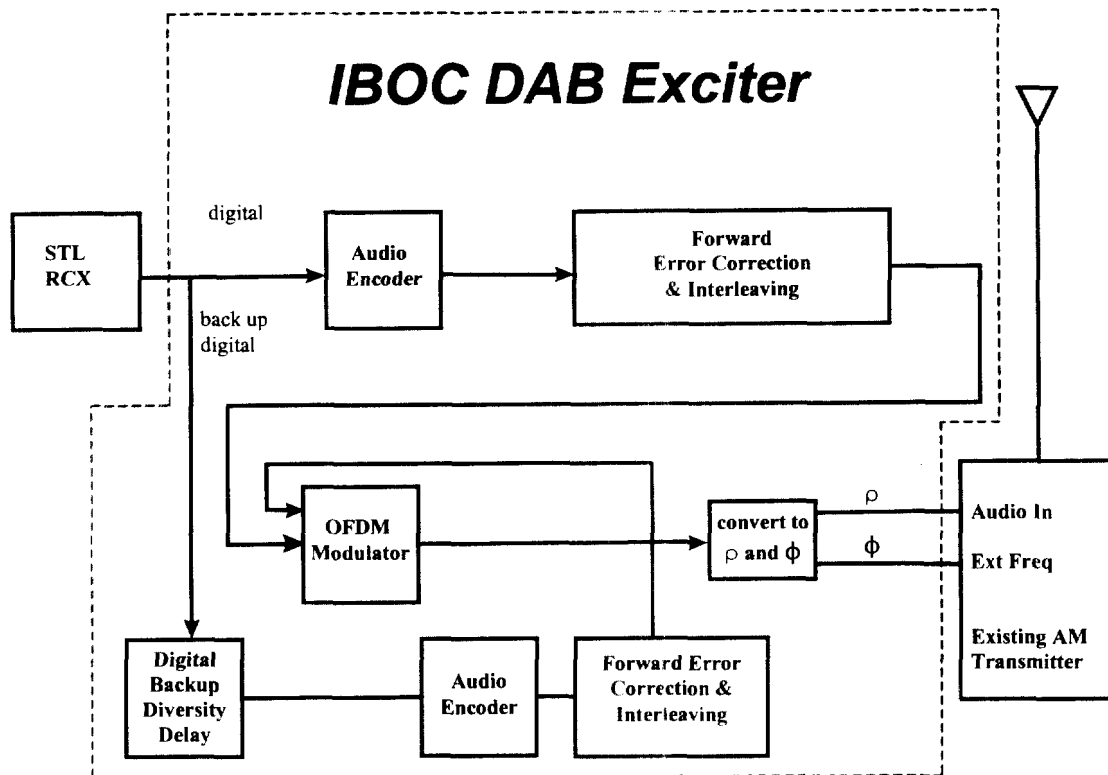 IBOC DAB Exciter
STL
RCX
digital
Audio
Encoder
Forward
Error Correction
& Interleaving
back up
digital
OFDM
Modulator
convert to
ρ and ϕ
ρ
ϕ
Audio In
Ext Freq
Existing AM
Transmitter
Digital
Backup
Diversity
Delay
Audio
Encoder
Forward Error
Correction &
Interleaving